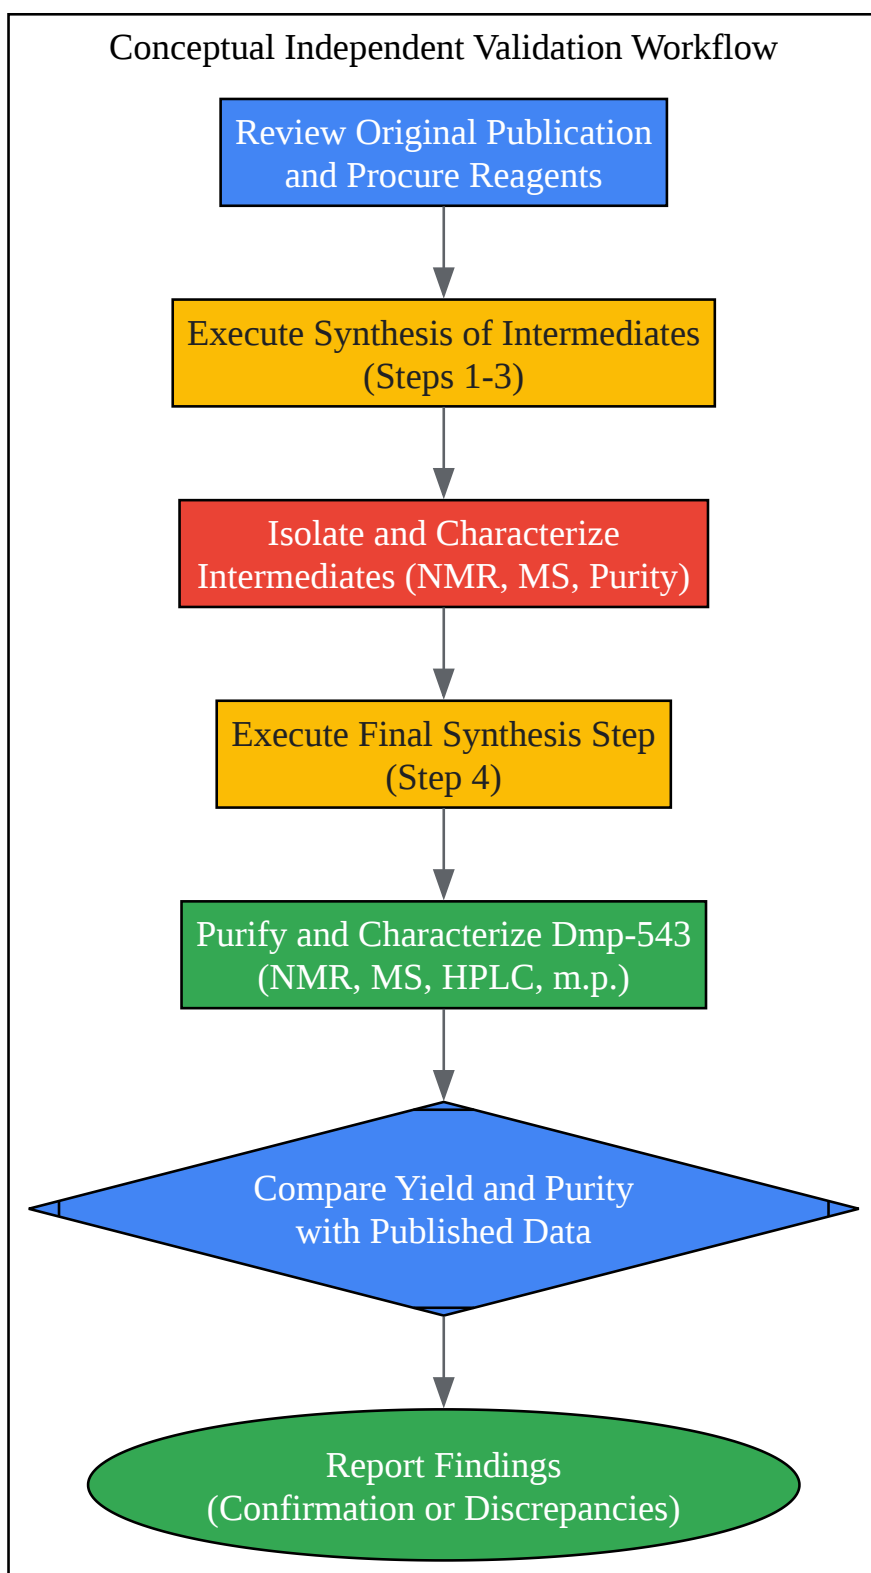 Conceptual Independent Validation Workflow
Review Original Publication
and Procure Reagents
Execute Synthesis of Intermediates
(Steps 1-3)
Isolate and Characterize
Intermediates (NMR, MS, Purity)
Execute Final Synthesis Step
(Step 4)
Purify and Characterize Dmp-543
(NMR, MS, HPLC, m.p.)
Compare Yield and Purity
with Published Data
Report Findings
(Confirmation or Discrepancies)